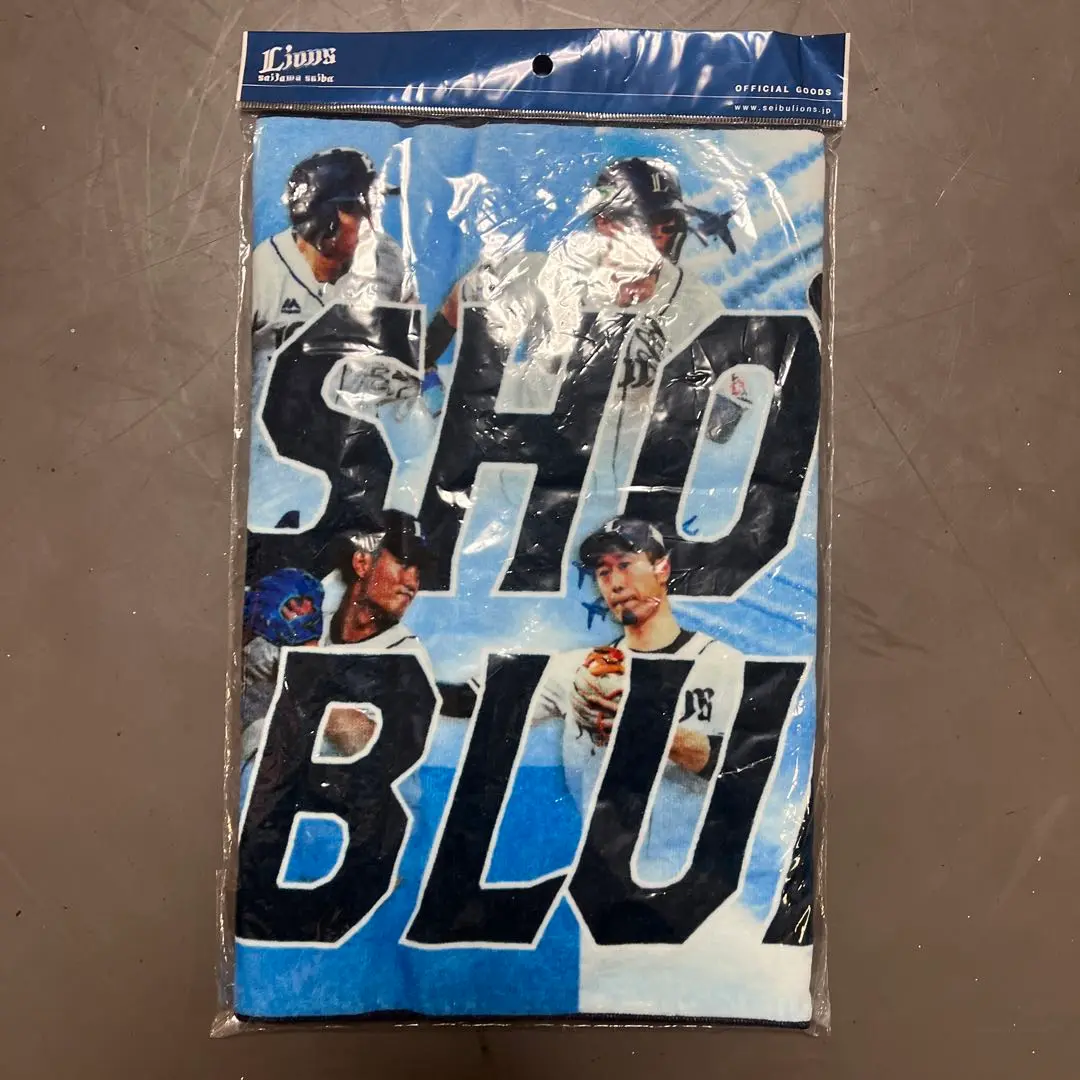 Lions
saitama seibu
OFFICIAL GOODS
www.seibulions.jp
L
SHO
BLU